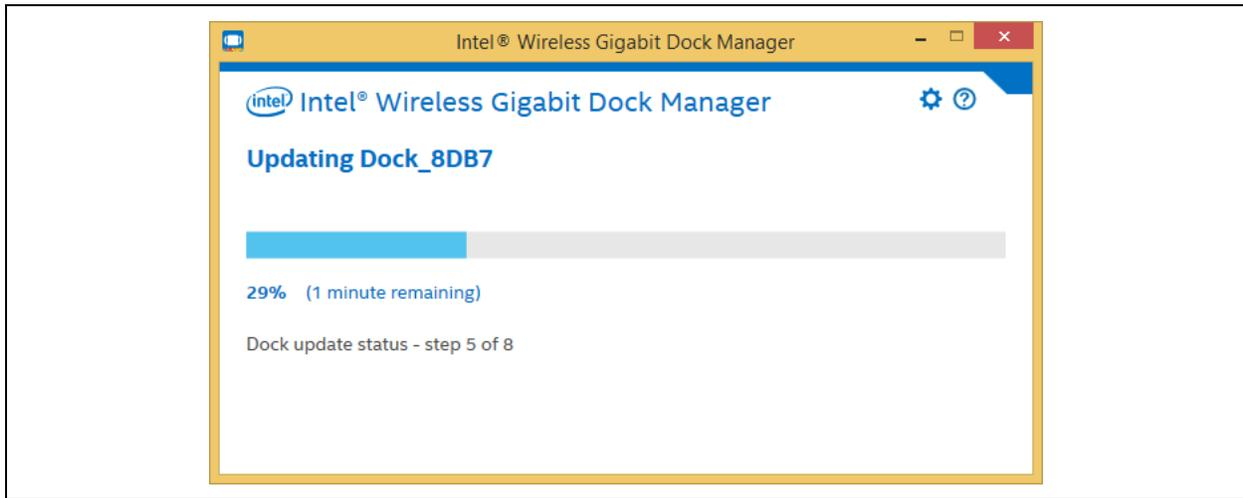 Intel® Wireless Gigabit Dock Manager
intel Intel® Wireless Gigabit Dock Manager
Updating Dock_8DB7
29% (1 minute remaining)
Dock update status - step 5 of 8